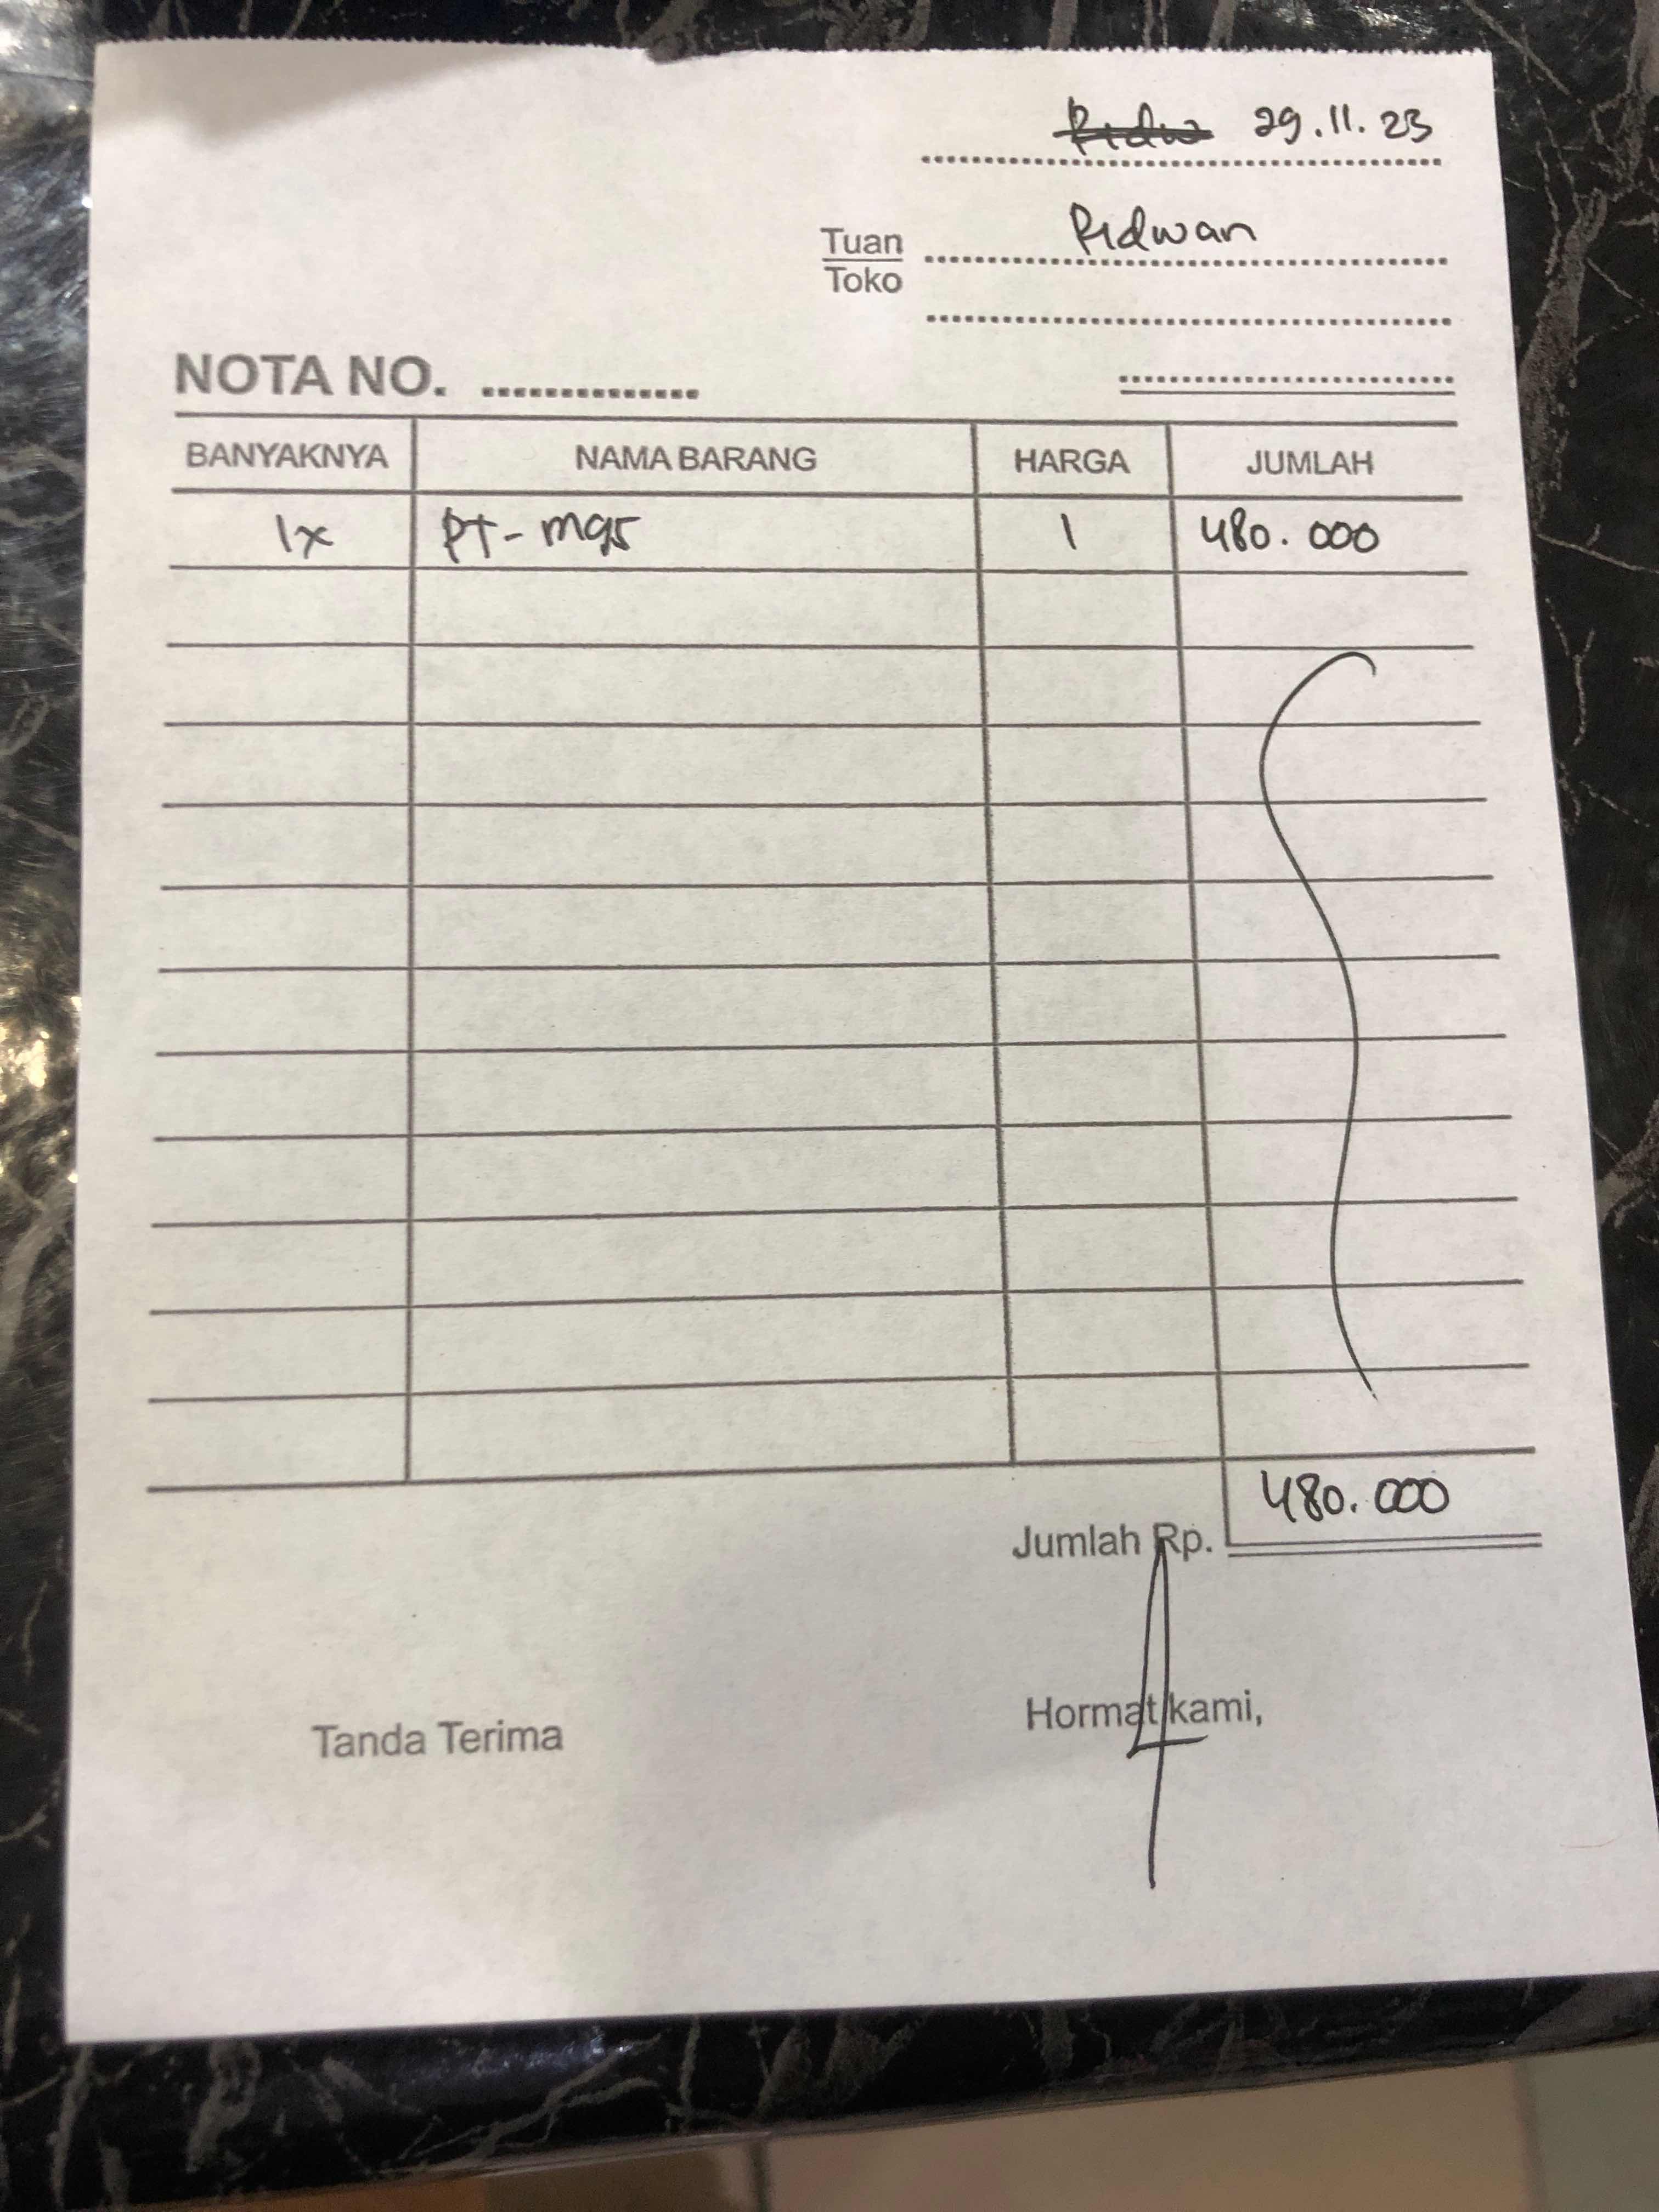 29.11.23
Tuan Ridwan
Toko
NOTA NO. ..............
BANYAKNYA NAMA BARANG HARGA JUMLAH
1x PT-mg5 1 480.000
480.000
Jumlah Rp.
Hormat kami,
Tanda Terima